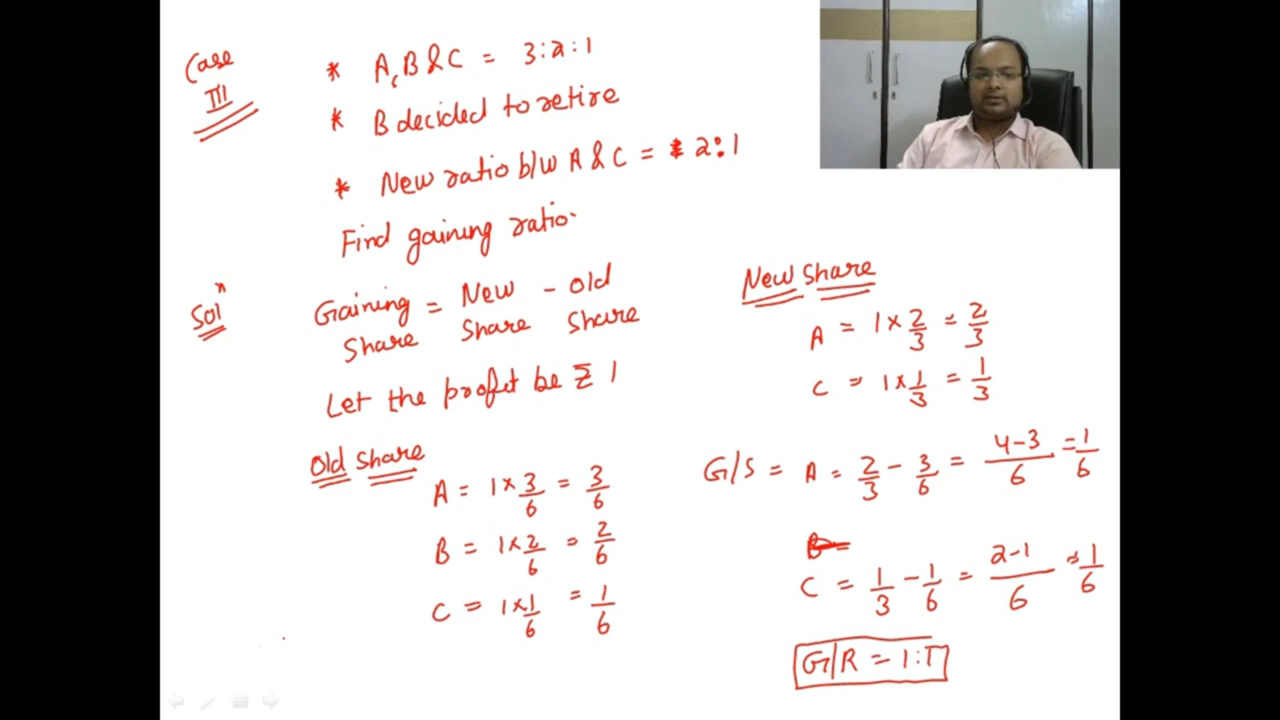 Case
III
* A, B & C = 3:2:1
* B decided to retire
* New ratio b/w A & C = 2:1
Find gaining ratio.
Solⁿ
Gaining = New - old
Share Share Share
Let the profit be ₹ 1
Old Share
A = 1 × 3/6 = 3/6
B = 1 × 2/6 = 2/6
C = 1 × 1/6 = 1/6
New Share
A = 1 × 2/3 = 2/3
C = 1 × 1/3 = 1/3
G/S = A = 2/3 - 3/6 = 4-3/6 = 1/6
B =
C = 1/3 - 1/6 = 2-1/6 = 1/6
G/R = 1:1